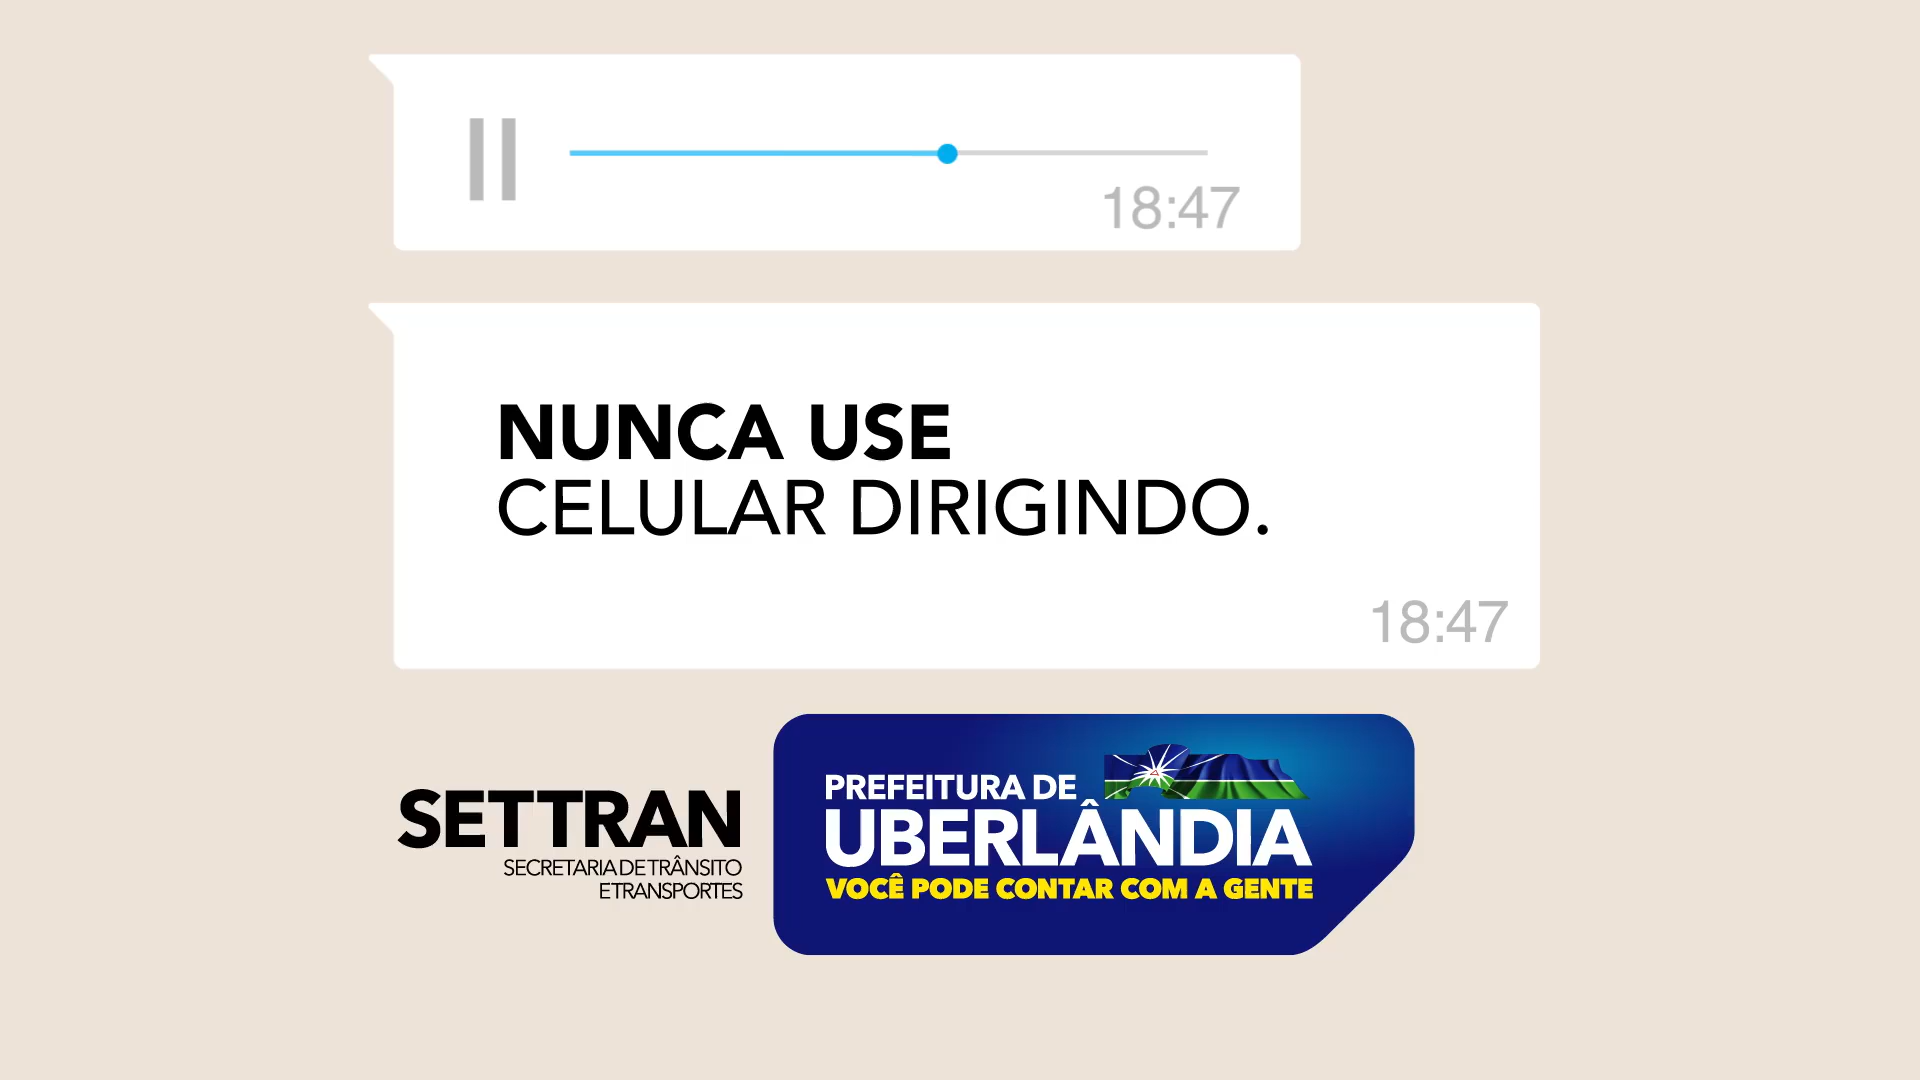 18:47
NUNCA USE
CELULAR DIRIGINDO.
18:47
SETTRAN
SECRETARIA DE TRÂNSITO
E TRANSPORTES
PREFEITURA DE
UBERLÂNDIA
VOCÊ PODE CONTAR COM A GENTE